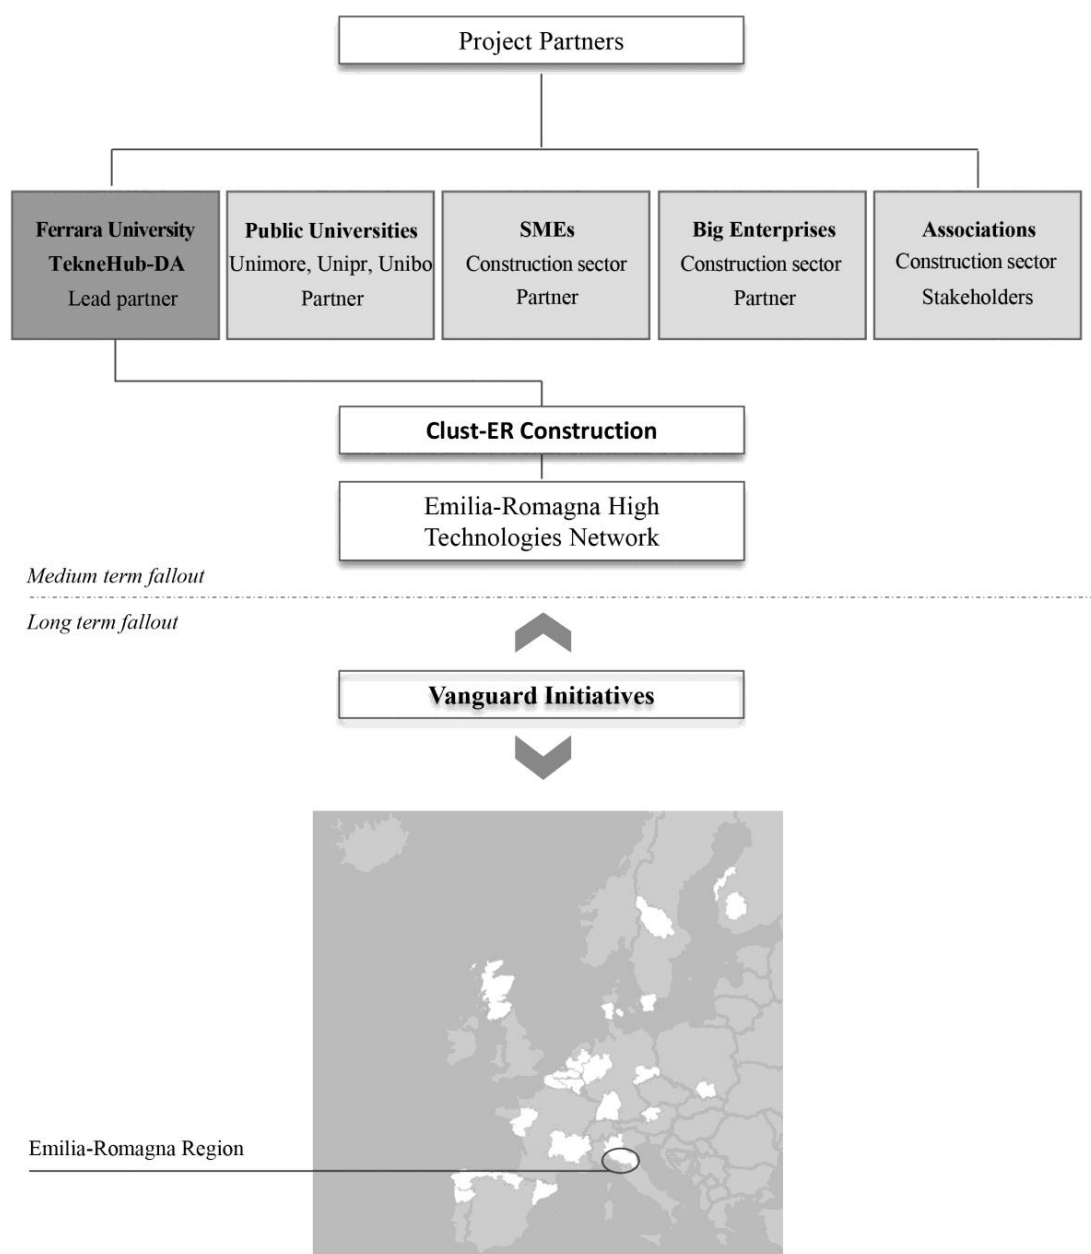 Project Partners
Ferrara University
TekneHub-DA
Lead partner
Public Universities
Unimore, Unipr, Unibo
Partner
SMEs
Construction sector
Partner
Big Enterprises
Construction sector
Partner
Associations
Construction sector
Stakeholders
Clust-ER Construction
Emilia-Romagna High
Technologies Network
Medium term fallout
Long term fallout
Vanguard Initiatives
Emilia-Romagna Region